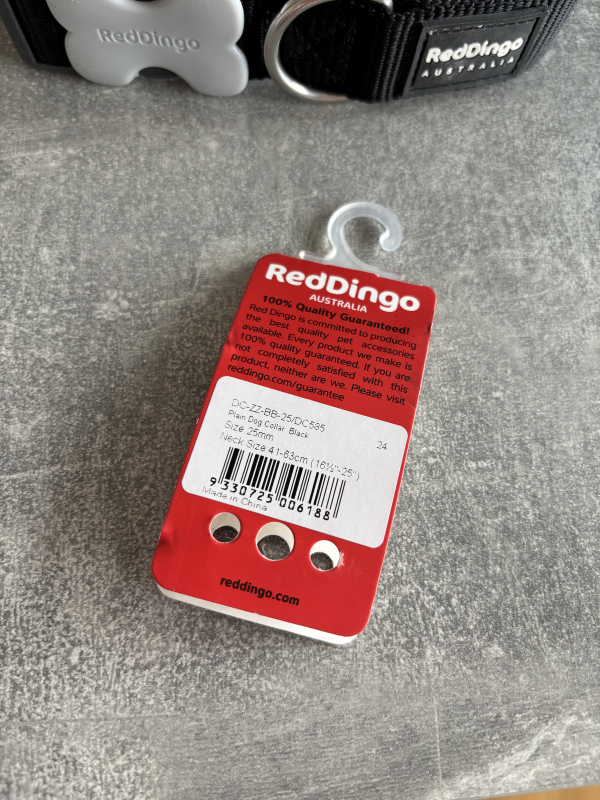 RedDingo
RedDingo
AUSTRALIA
RedDingo
AUSTRALIA
100% Quality Guaranteed!
Red Dingo is committed to producing
the best quality pet accessories
available. Every product we make is
100% quality guaranteed. If you are
not completely satisfied with this
product, neither are we. Please visit
reddingo.com/guarantee
DC-ZZ-BB-25/DC585
Plain Dog Collar Black
24
Size 25mm
Neck Size 41-63cm (16½"-25")
9 330725 006188
Made in China
reddingo.com